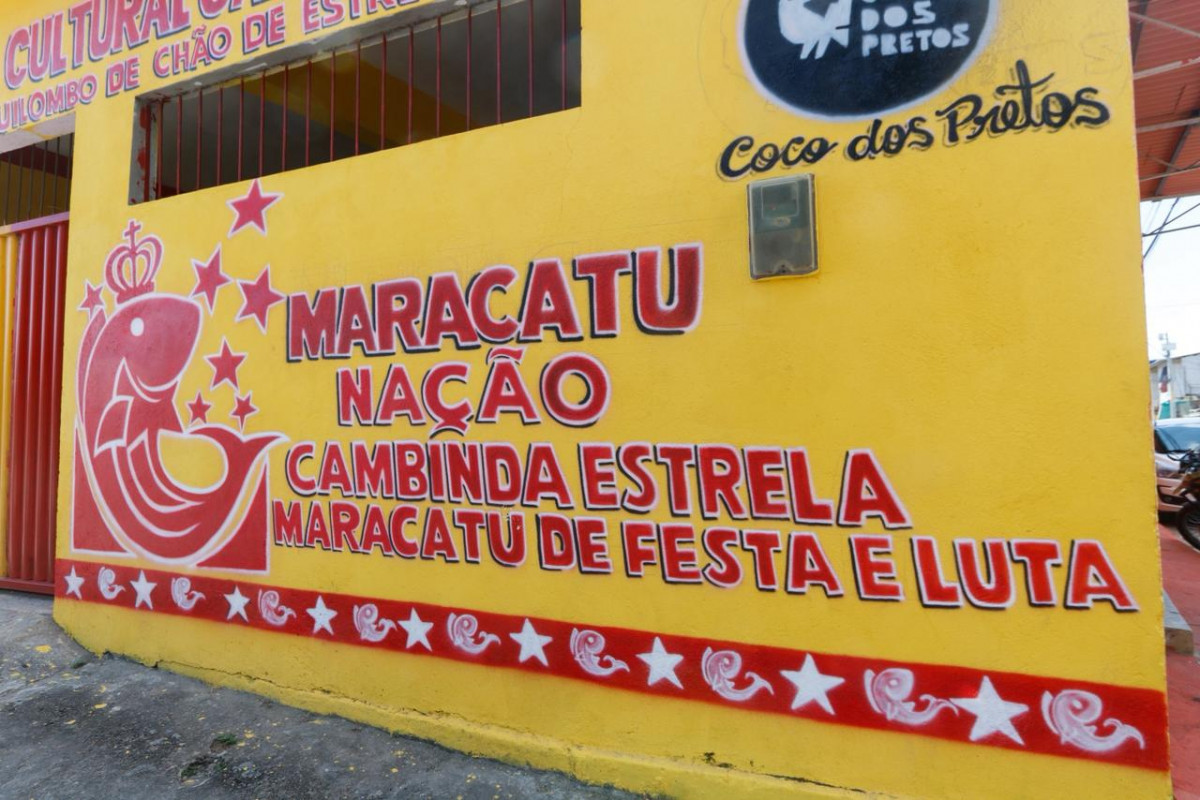 CULTURAL
QUILOMBO DE CHÃO DE ESTRE
DOS
PRETOS
Coco dos Pretos
MARACATU
NAÇÃO
CAMBINDA ESTRELA
MARACATU DE FESTA E LUTA